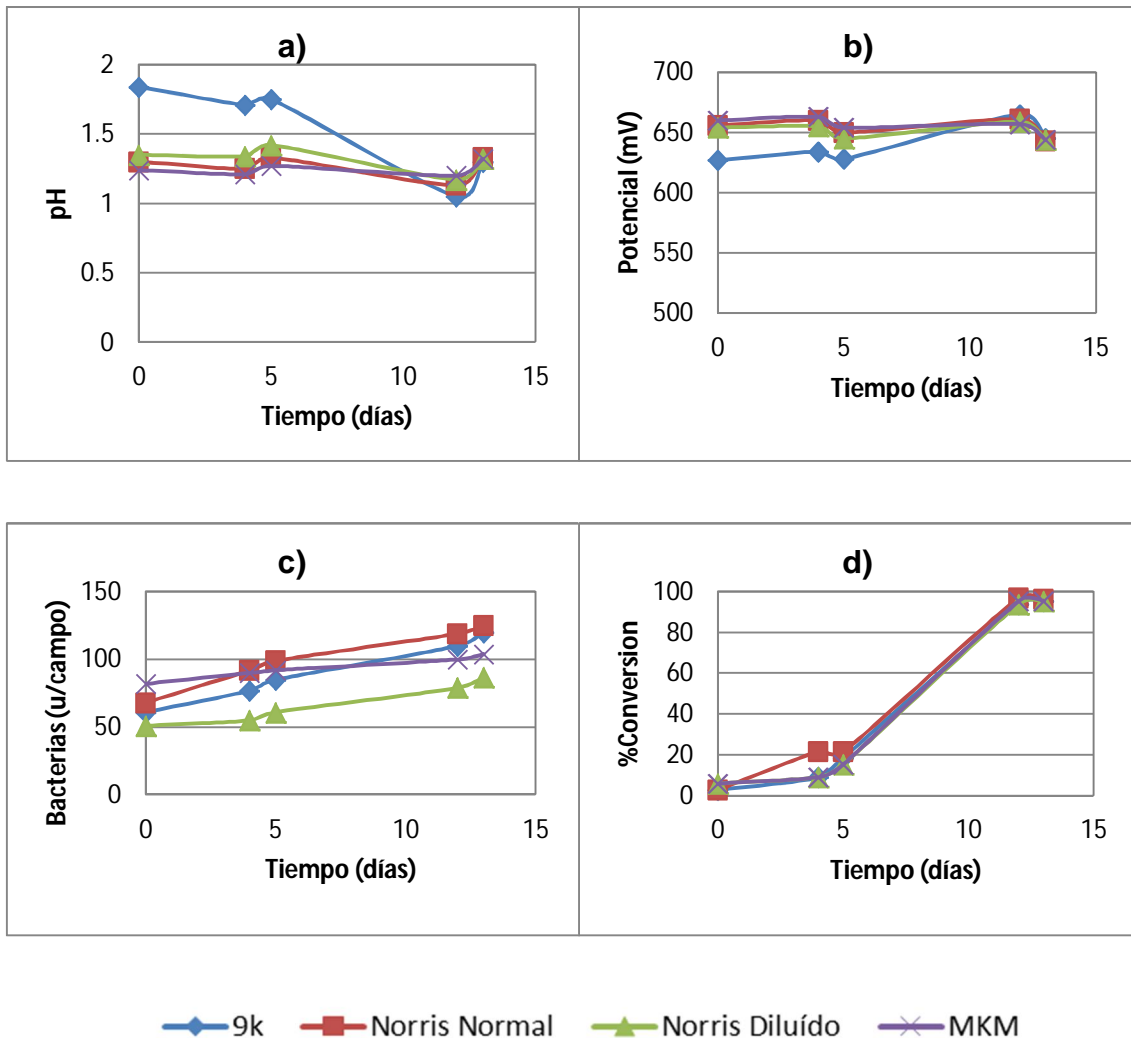 a)
2
1.5
1
0.5
0
pH
0 5 10 15
Tiempo (días)
b)
700
650
600
550
500
Potencial (mV)
0 5 10 15
Tiempo (días)
c)
150
100
50
0
Bacterias (u/campo)
0 5 10 15
Tiempo (días)
d)
100
80
60
40
20
0
%Conversion
0 5 10 15
Tiempo (días)
9k Norris Normal Norris Diluído MKM